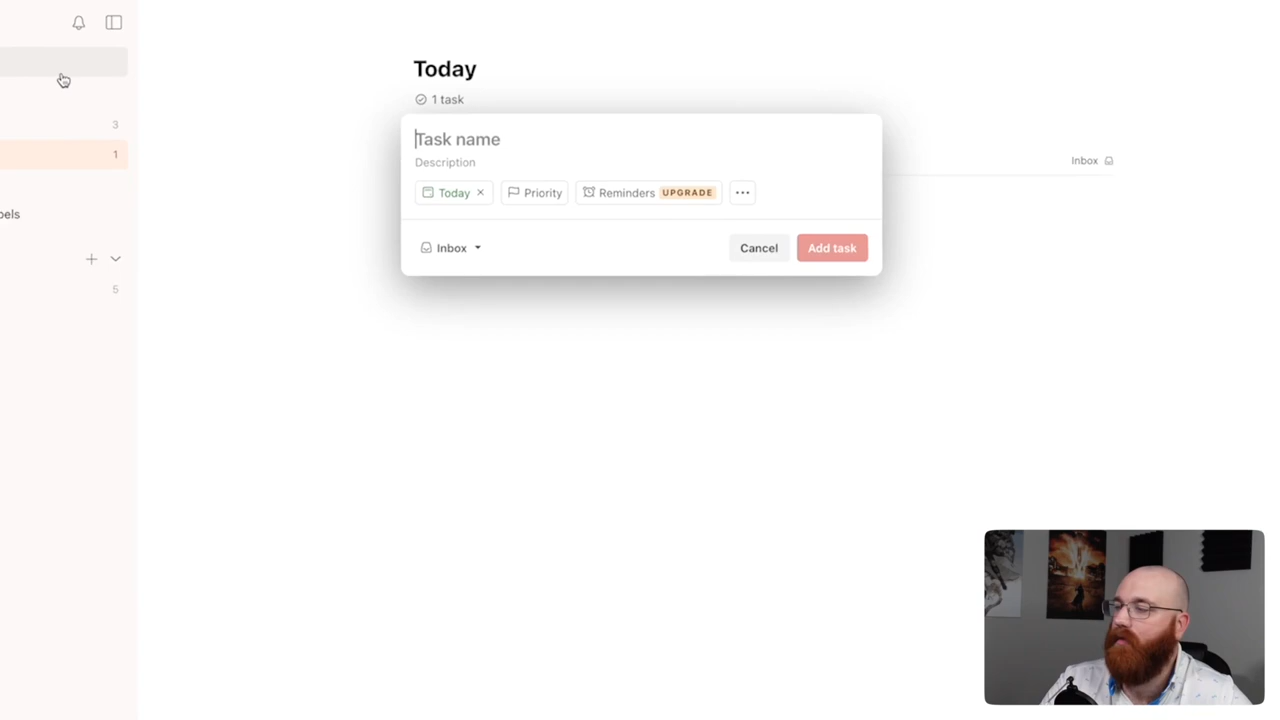 Today
1 task
Task name
Description
Today × Priority Reminders UPGRADE ...
Inbox Cancel Add task
Inbox
3
1
bels
5